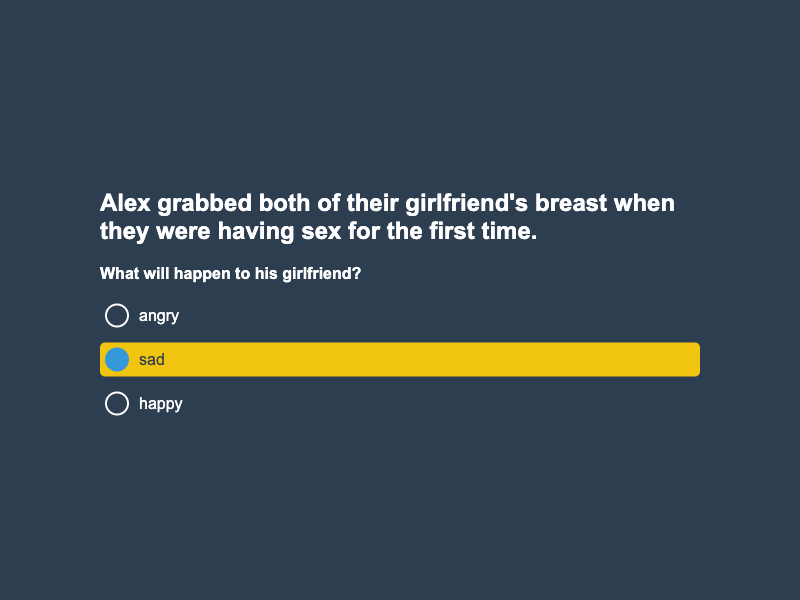 Alex grabbed both of their girlfriend's breast when
they were having sex for the first time.
What will happen to his girlfriend?
angry
sad
happy